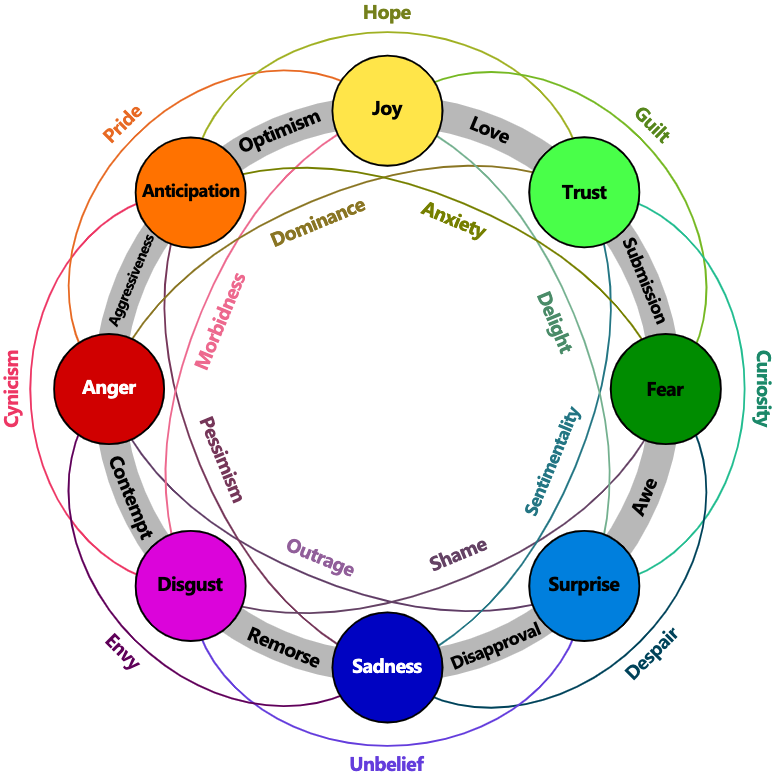 Hope
Pride
Optimism
Joy
Love
Guilt
Anticipation
Trust
Dominance
Anxiety
Aggressiveness
Submission
Morbidness
Delight
Cynicism
Anger
Fear
Curiosity
Pessimism
Sentimentality
Contempt
Awe
Outrage
Shame
Disgust
Surprise
Envy
Remorse
Sadness
Disapproval
Despair
Unbelief